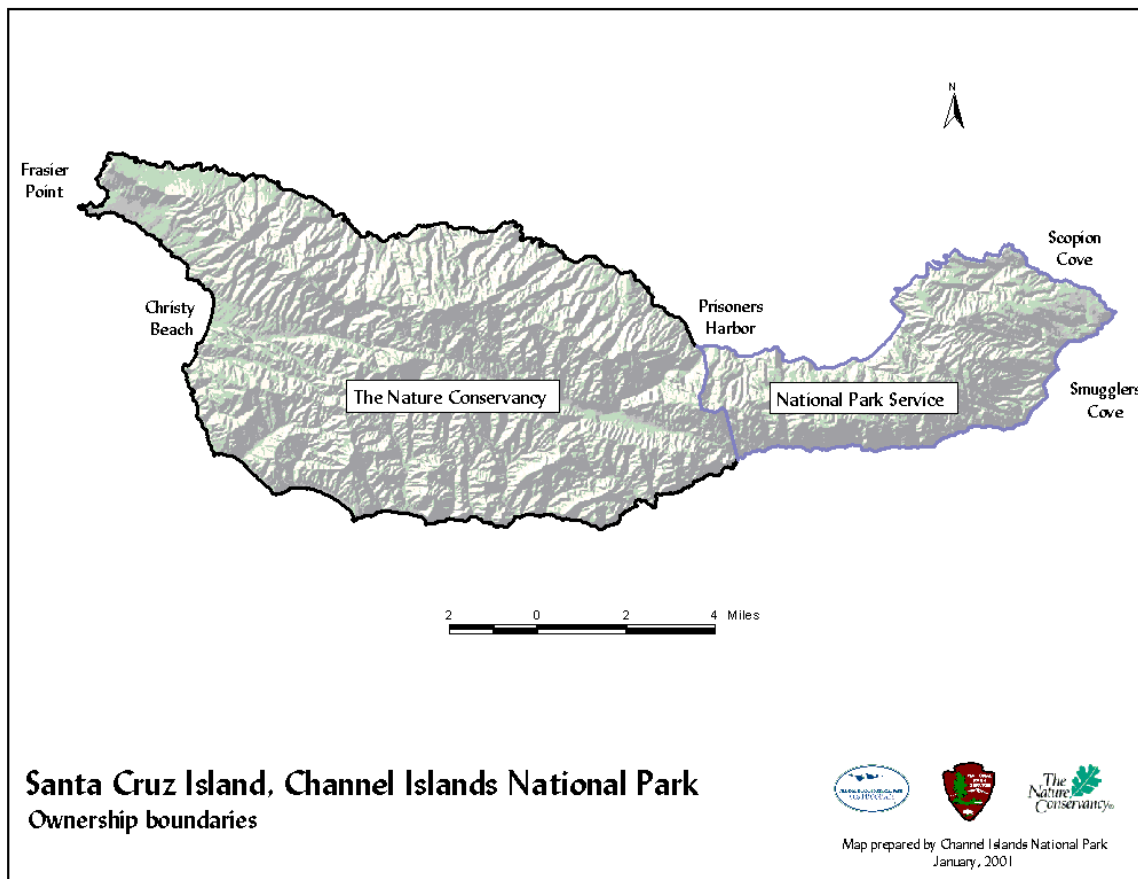 N
Frasier
Point
Scopion
Cove
Christy
Beach
Prisoners
Harbor
The Nature Conservancy
National Park Service
Smugglers
Cove
2 0 2 4 Miles
Santa Cruz Island, Channel Islands National Park
Ownership boundaries
The
Nature
Conservancy
Map prepared by Channel Islands National Park
January, 2001